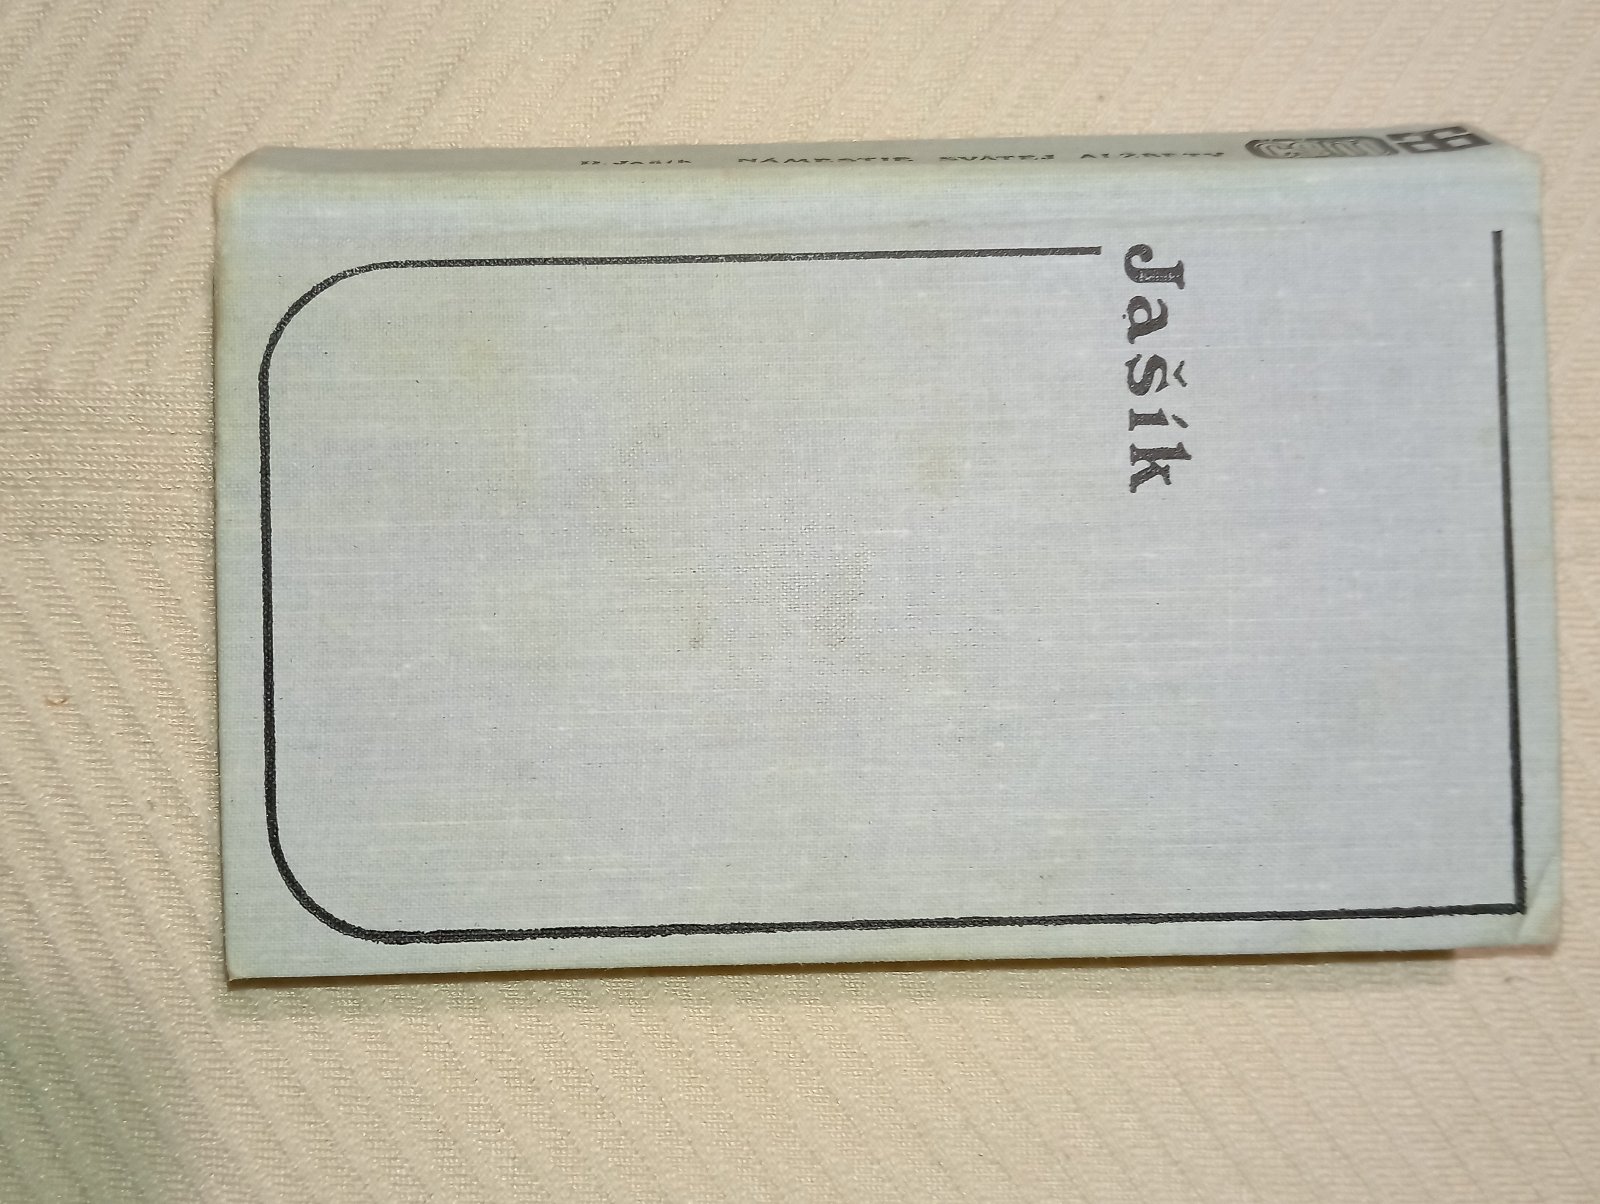 Jašík
R. Jašík NÁMESTIE SVÄTEJ ALŽBETY